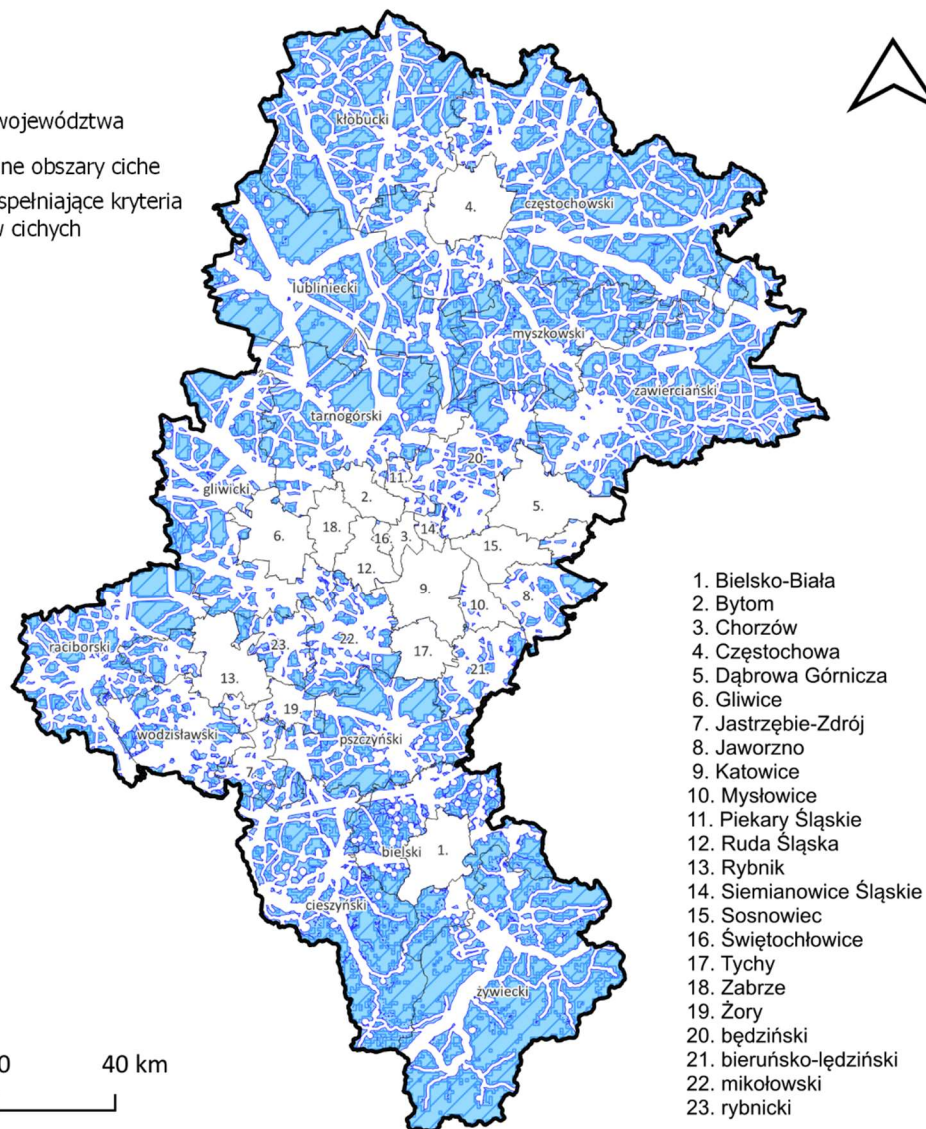 województwa
ne obszary ciche
spełniające kryteria
w cichych
kłobucki
4.
częstochowski
lubliniecki
myszkowski
zawierciański
tarnogórski
20.
11.
gliwicki
2.
5.
18.
16.
3.
14.
6.
15.
12.
9.
10.
8.
23.
22.
raciborski
17.
21.
13.
19.
wodzisławski
pszczyński
7.
bielski
1.
cieszyński
żywiecki
1. Bielsko-Biała
2. Bytom
3. Chorzów
4. Częstochowa
5. Dąbrowa Górnicza
6. Gliwice
7. Jastrzębie-Zdrój
8. Jaworzno
9. Katowice
10. Mysłowice
11. Piekary Śląskie
12. Ruda Śląska
13. Rybnik
14. Siemianowice Śląskie
15. Sosnowiec
16. Świętochłowice
17. Tychy
18. Zabrze
19. Żory
20. będziński
21. bieruńsko-lędziński
22. mikołowski
23. rybnicki
0 40 km